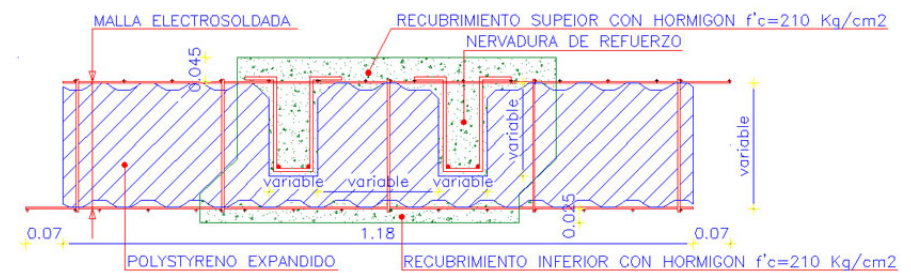 MALLA ELECTROSOLDADA
RECUBRIMIENTO SUPEIOR CON HORMIGON f'c=210 Kg/cm2
NERVADURA DE REFUERZO
0.045
variable
variable
variable
variable
variable
0.025
0.07
1.18
0.07
POLYSTYRENO EXPANDIDO
RECUBRIMIENTO INFERIOR CON HORMIGON f'c=210 Kg/cm2